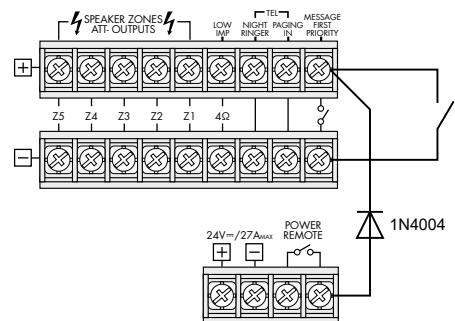 SPEAKER ZONES
ATT- OUTPUTS
LOW
IMP
TEL
NIGHT
RINGER
PAGING
IN
MESSAGE
FIRST
PRIORITY
+
Z5 Z4 Z3 Z2 Z1 4Ω
−
1N4004
24V⎓/27AMAX
POWER
REMOTE
+ −